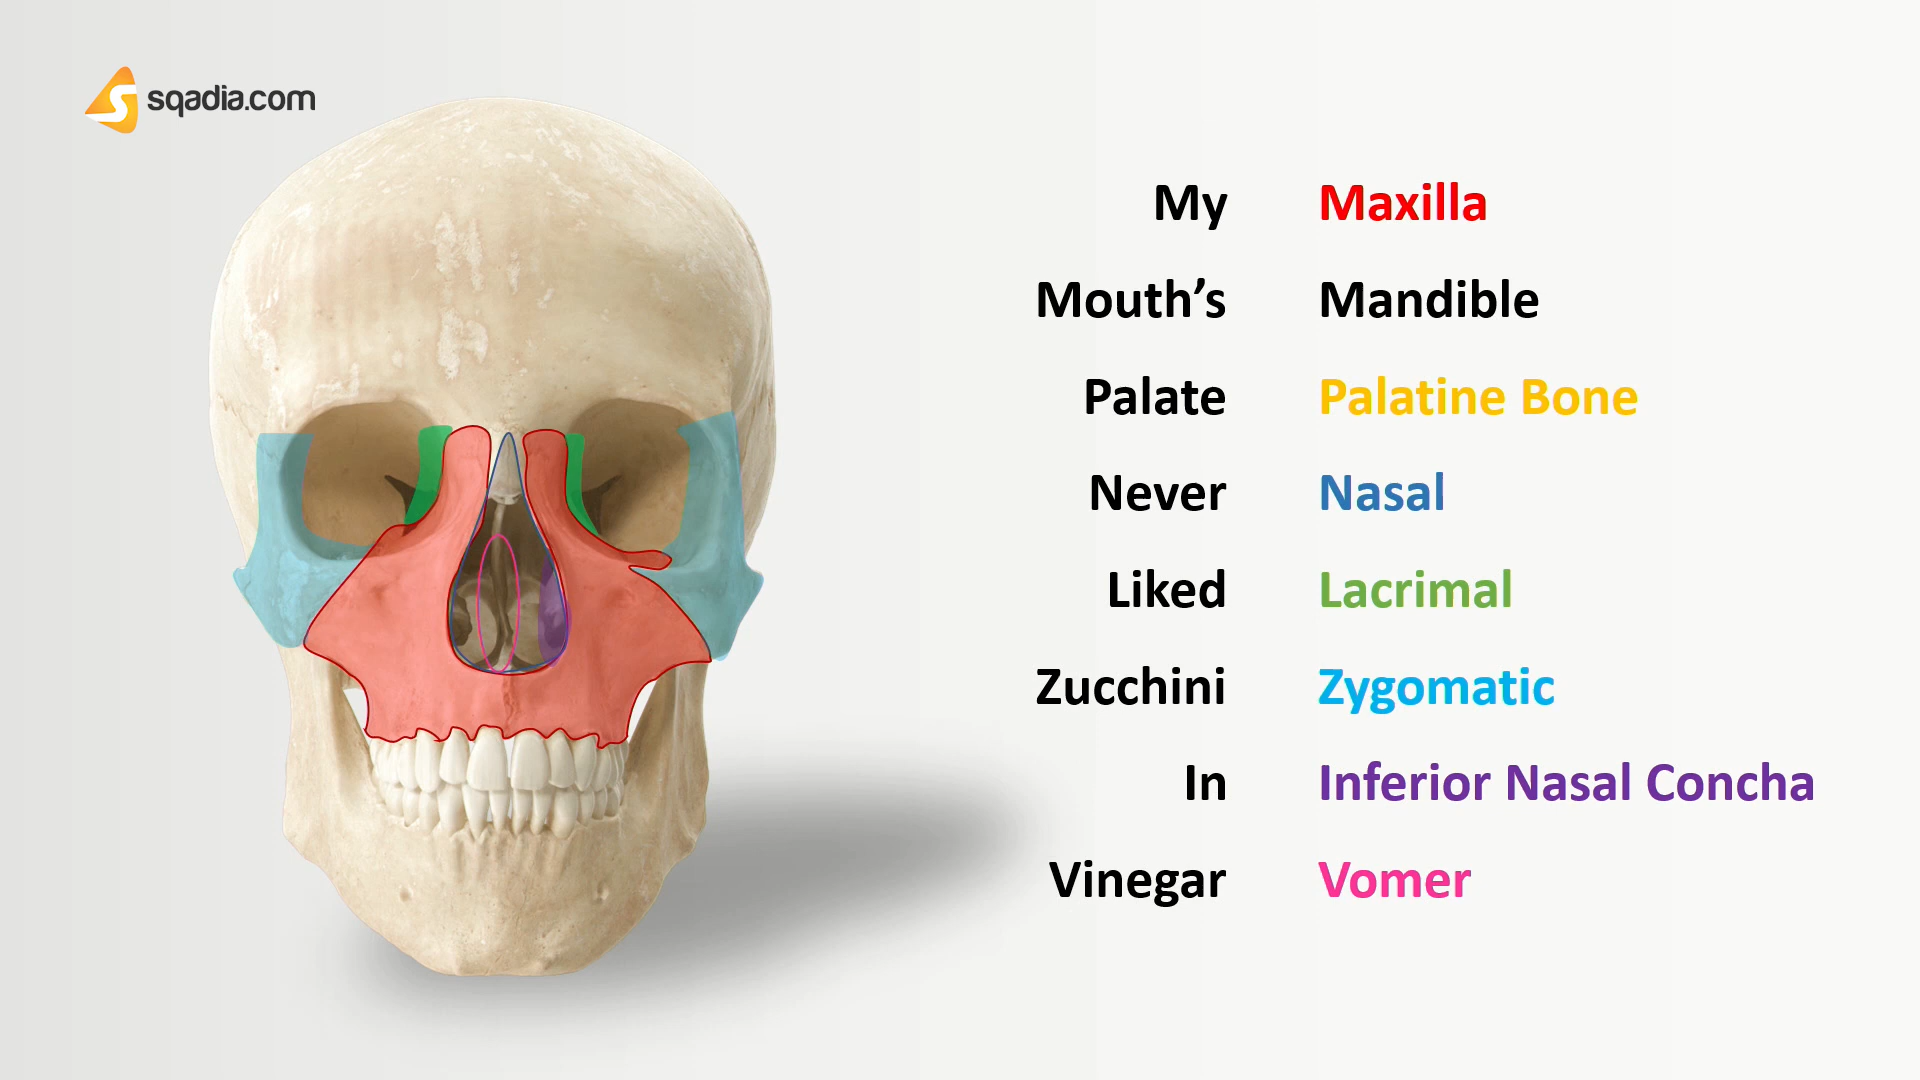 sqadia.com
My Maxilla
Mouth’s Mandible
Palate Palatine Bone
Never Nasal
Liked Lacrimal
Zucchini Zygomatic
In Inferior Nasal Concha
Vinegar Vomer